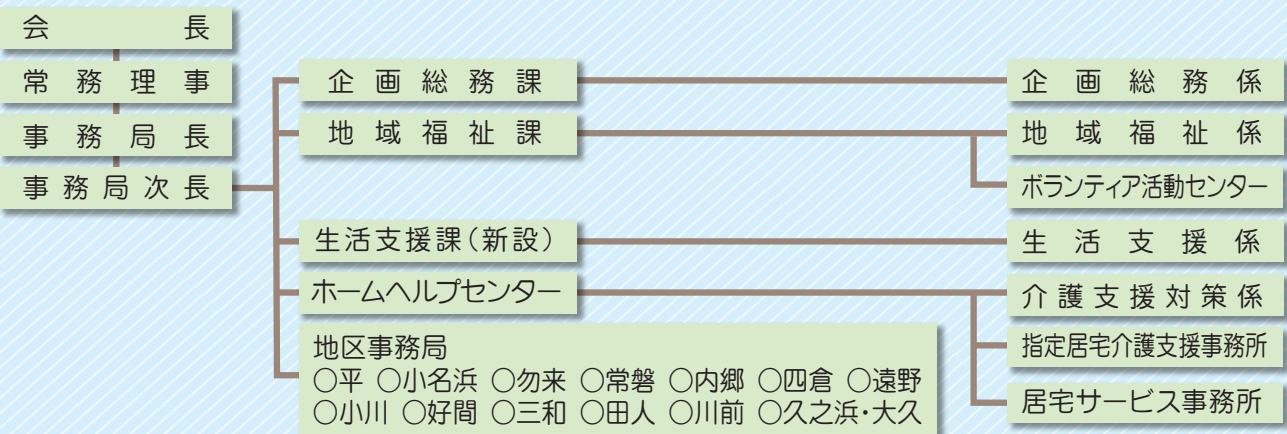 会長
常務理事
事務局長
事務局次長
企画総務課
地域福祉課
生活支援課(新設)
ホームヘルプセンター
地区事務局
○平 ○小名浜 ○勿来 ○常磐 ○内郷 ○四倉 ○遠野
○小川 ○好間 ○三和 ○田人 ○川前 ○久之浜・大久
企画総務係
地域福祉係
ボランティア活動センター
生活支援係
介護支援対策係
指定居宅介護支援事務所
居宅サービス事務所